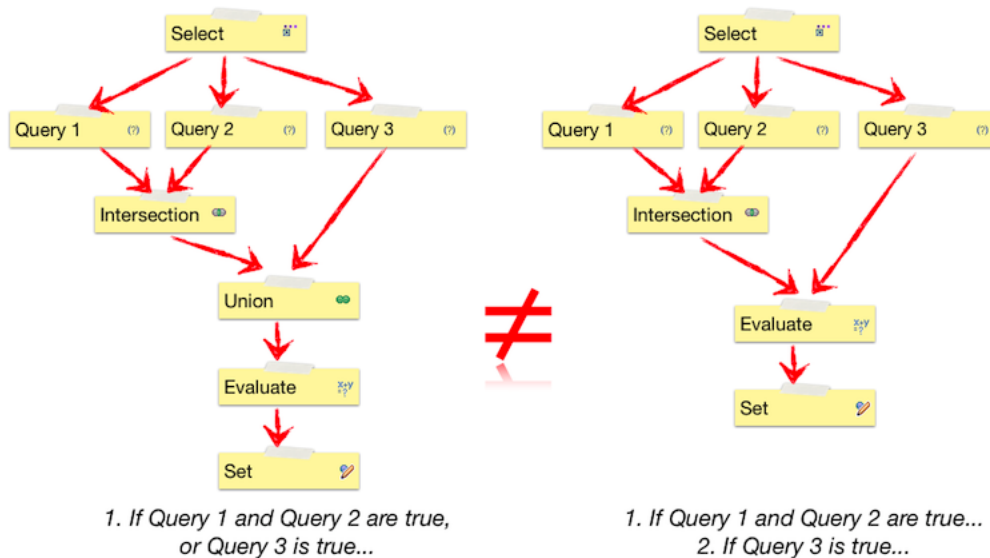 Select
Select
Query 1
Query 2
Query 3
Query 1
Query 2
Query 3
Intersection
Intersection
Union
≠
Evaluate
Evaluate
Set
Set
1. If Query 1 and Query 2 are true,
or Query 3 is true...
1. If Query 1 and Query 2 are true...
2. If Query 3 is true...